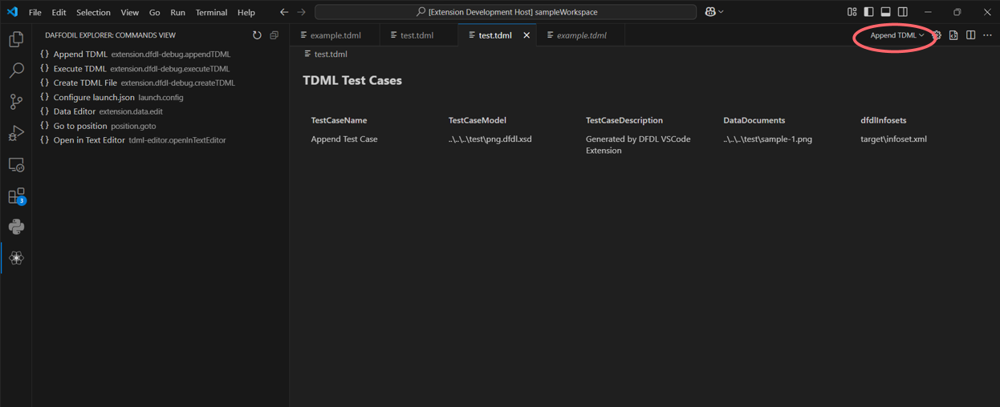 File Edit Selection View Go Run Terminal Help
[Extension Development Host] sampleWorkspace
DAFFODIL EXPLORER: COMMANDS VIEW
{} Append TDML extension.dfdl-debug.appendTDML
{} Execute TDML extension.dfdl-debug.executeTDML
{} Create TDML File extension.dfdl-debug.createTDML
{} Configure launch.json launch.config
{} Data Editor extension.data.edit
{} Go to position position.goto
{} Open in Text Editor tdml-editor.openInTextEditor
3
example.tdml test.tdml test.tdml example.tdml
Append TDML
test.tdml
TDML Test Cases
TestCaseName TestCaseModel TestCaseDescription DataDocuments dfdlInfosets
Append Test Case ..\..\..\test\png.dfdl.xsd Generated by DFDL VSCode ..\..\..\test\sample-1.png target\infoset.xml
Extension